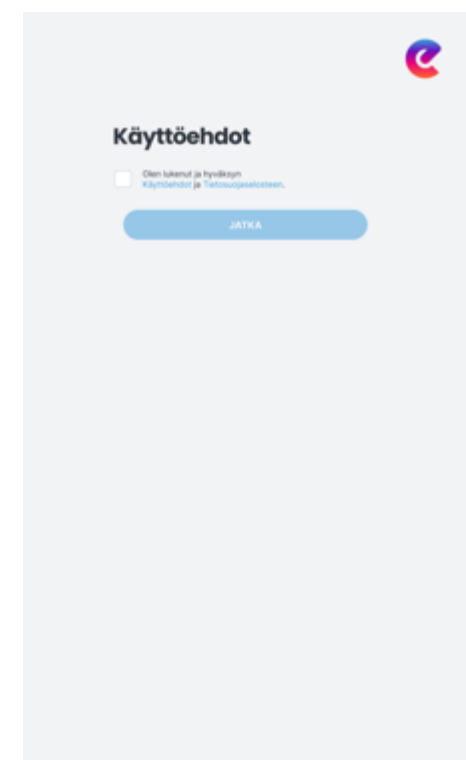 Käyttöehdot
Olen lukenut ja hyväksyn
Käyttöehdot ja Tietosuojaselosteen.
JATKA